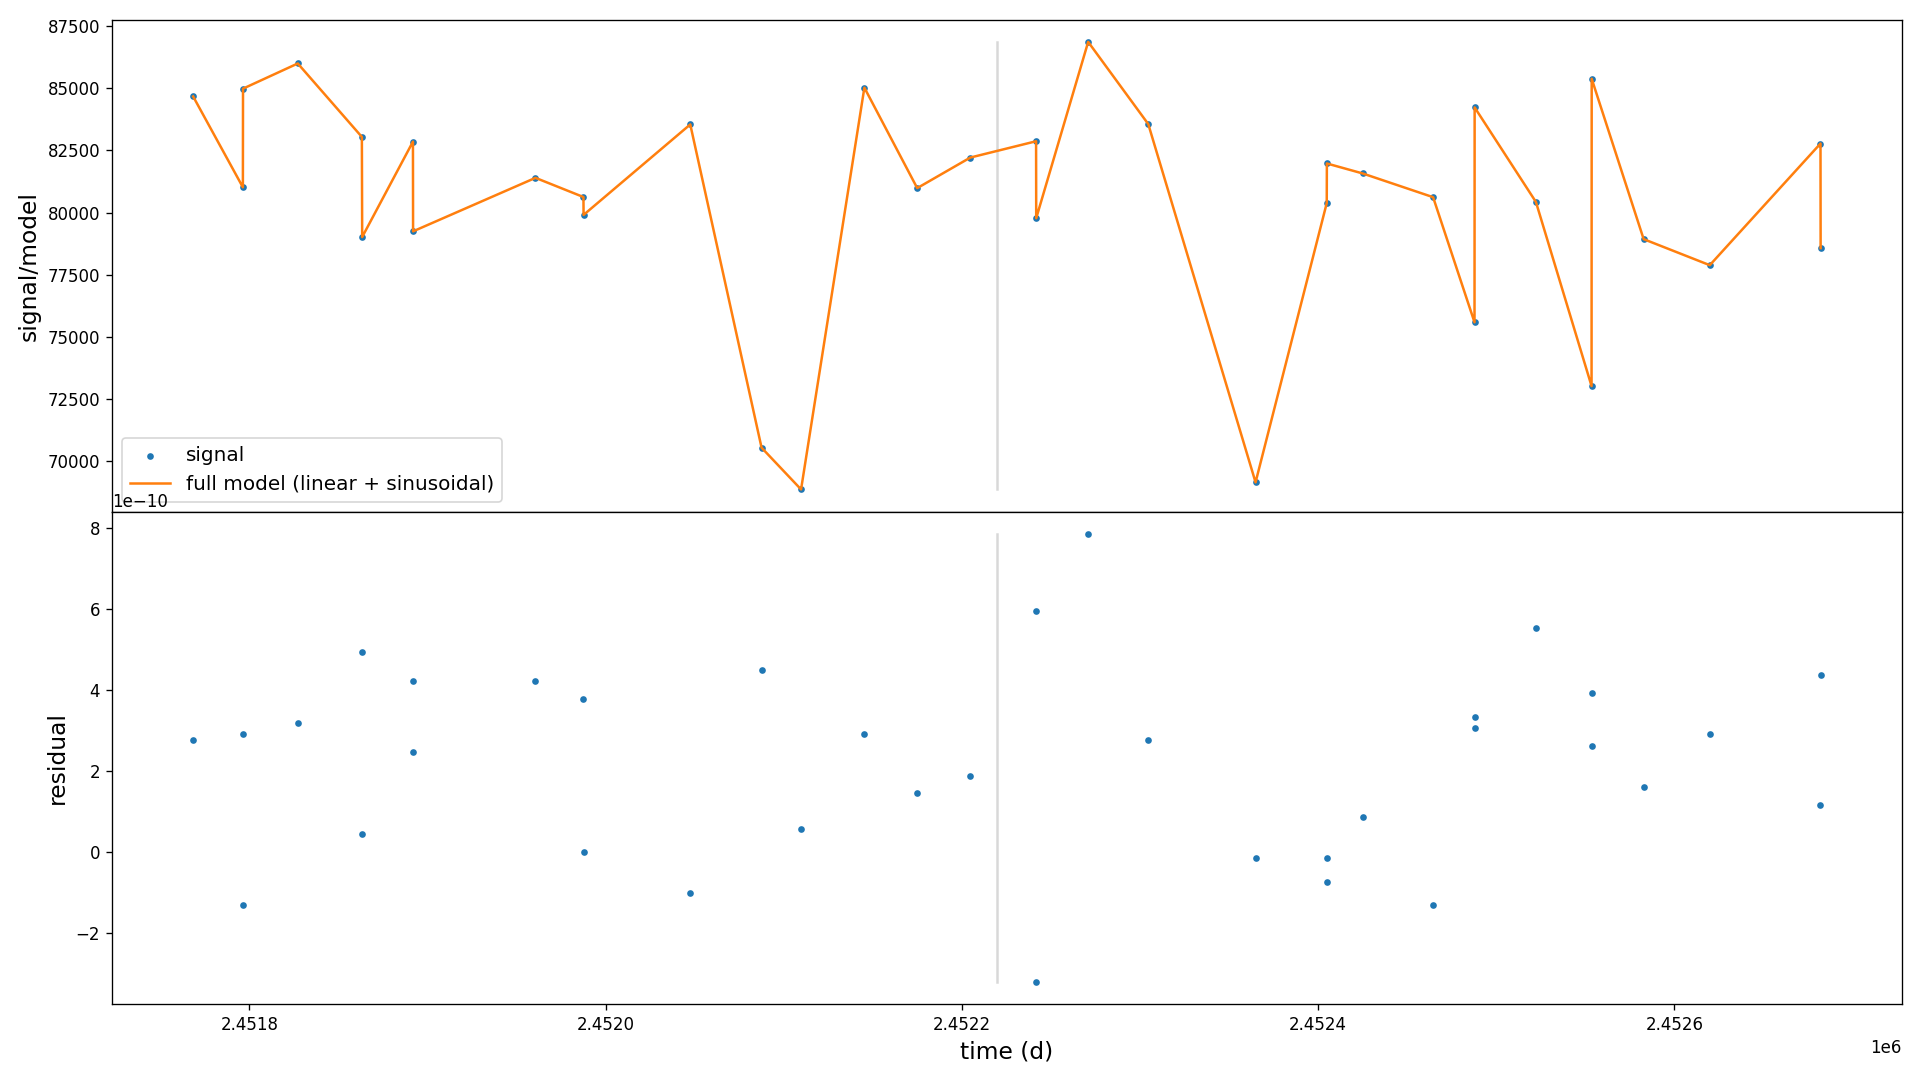 87500
85000
82500
80000
77500
75000
72500
70000
signal/model
signal
full model (linear + sinusoidal)
1e−10
8
6
4
2
0
−2
residual
2.4518
2.4520
2.4522
2.4524
2.4526
time (d)
1e6